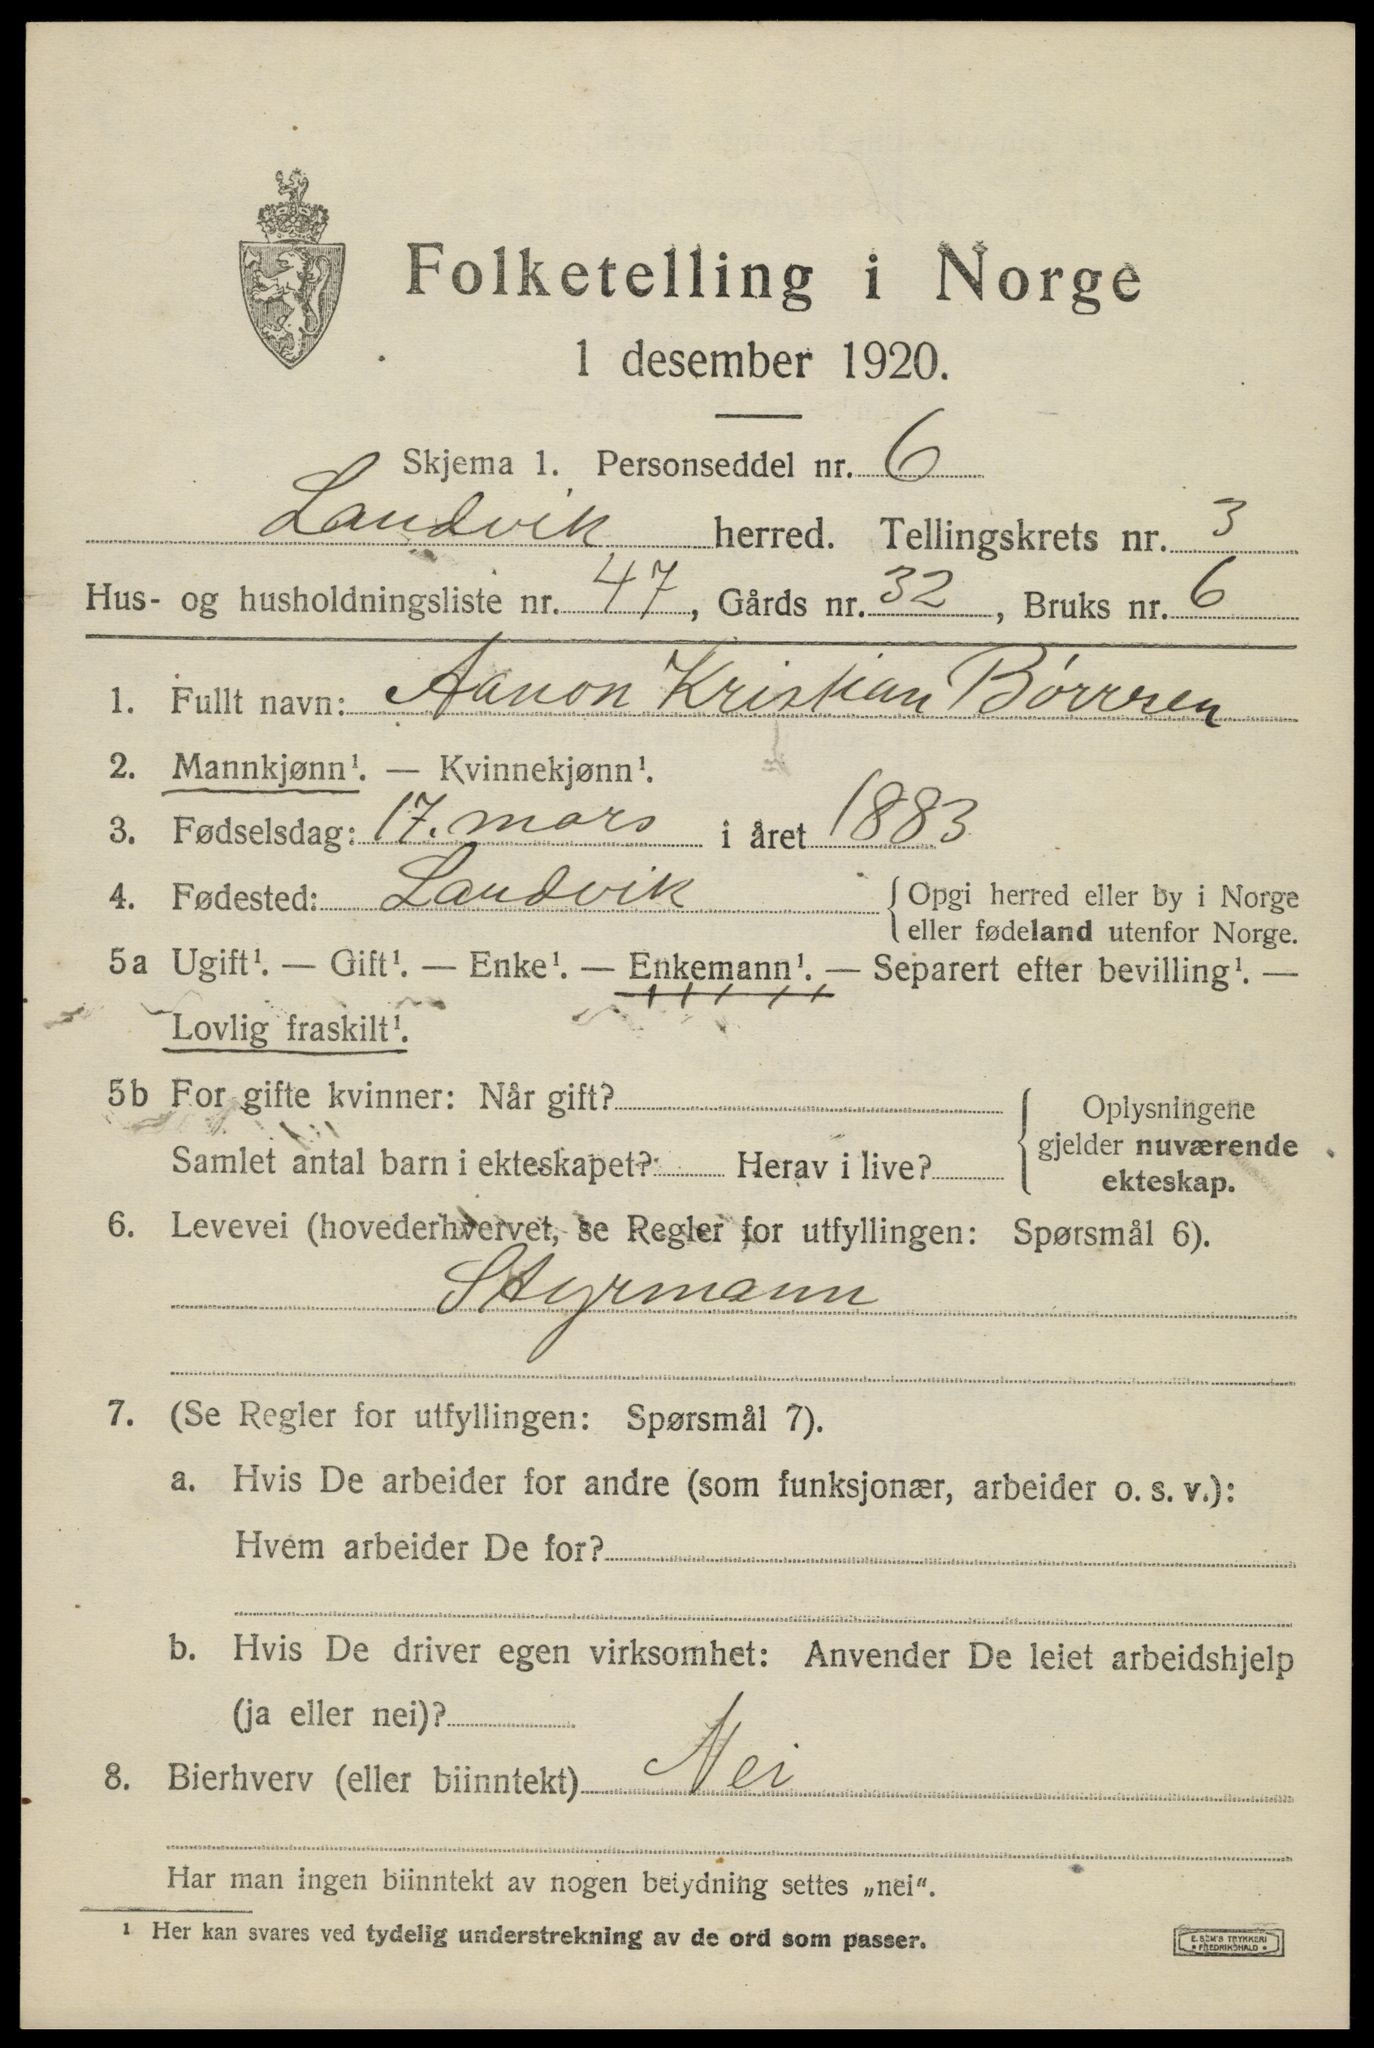 Folketelling i Norge
1 desember 1920.
Skjema 1. Personseddel nr. 6
Landvik herred. Tellingskrets nr. 3
Hus- og husholdningsliste nr. 47, Gårds nr. 32, Bruks nr. 6
1. Fullt navn: Aanon Kristian Börresen
2. Mannkjønn¹. — Kvinnekjønn¹.
3. Fødselsdag: 17. mars i året 1883
4. Fødested: Landvik { Opgi herred eller by i Norge
eller fødeland utenfor Norge.
5a Ugift¹. — Gift¹. — Enke¹. — Enkemann¹. — Separert efter bevilling¹. —
Lovlig fraskilt¹.
5b For gifte kvinner: Når gift?
Samlet antal barn i ekteskapet? Herav i live?
{ Oplysningene
gjelder nuværende
ekteskap.
6. Levevei (hovederhvervet, se Regler for utfyllingen: Spørsmål 6).
Styrmann
7. (Se Regler for utfyllingen: Spørsmål 7).
a. Hvis De arbeider for andre (som funksjonær, arbeider o. s. v.):
Hvem arbeider De for?
b. Hvis De driver egen virksomhet: Anvender De leiet arbeidshjelp
(ja eller nei)?
8. Bierhverv (eller biinntekt) Nei
Har man ingen biinntekt av nogen betydning settes „nei“.
¹ Her kan svares ved tydelig understrekning av de ord som passer.
E. SEM'S TRYKKERI
* FREDRIKSHALD *